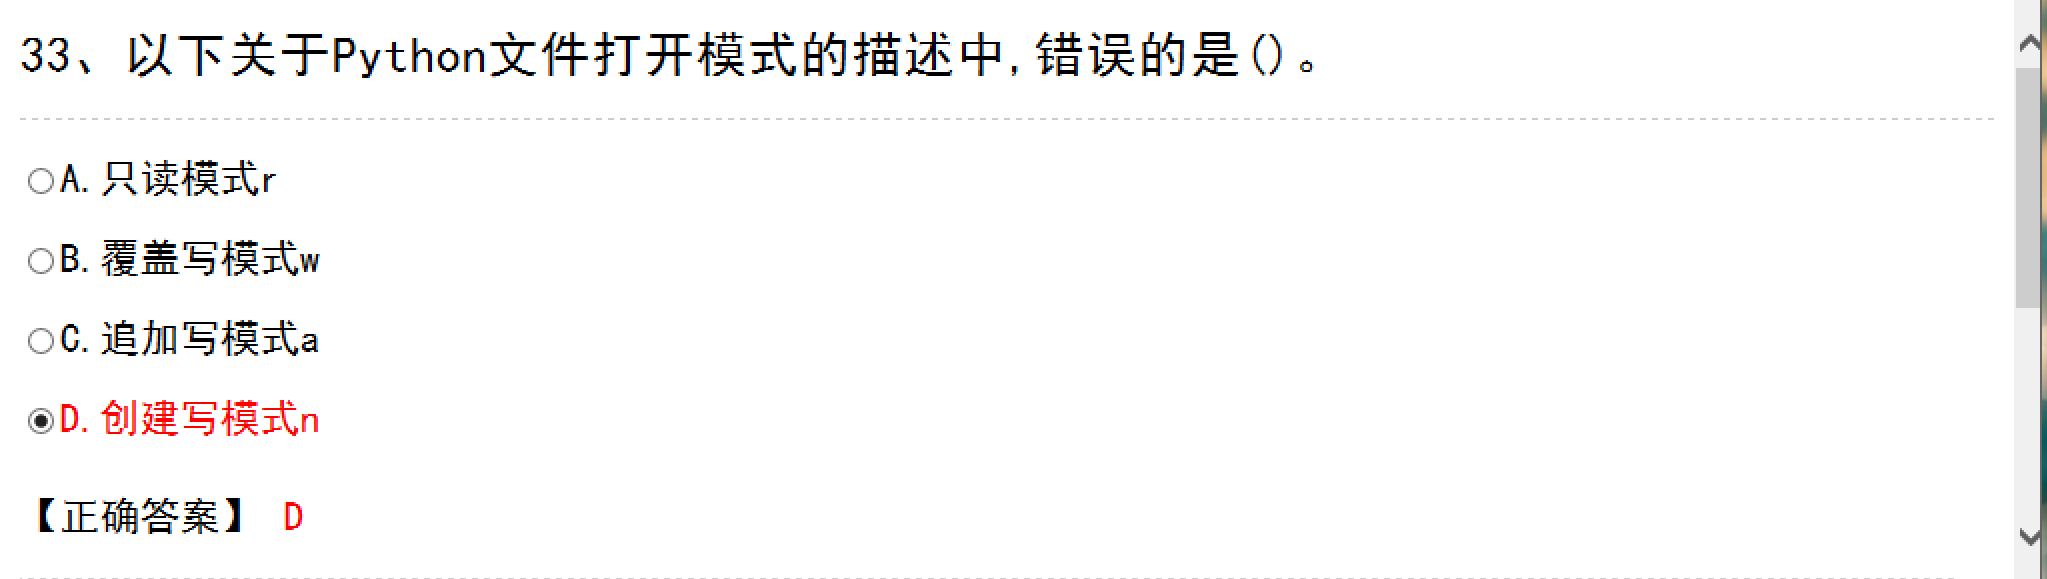 33、以下关于Python文件打开模式的描述中,错误的是()。
A.只读模式r
B.覆盖写模式w
C.追加写模式a
D.创建写模式n
【正确答案】 D